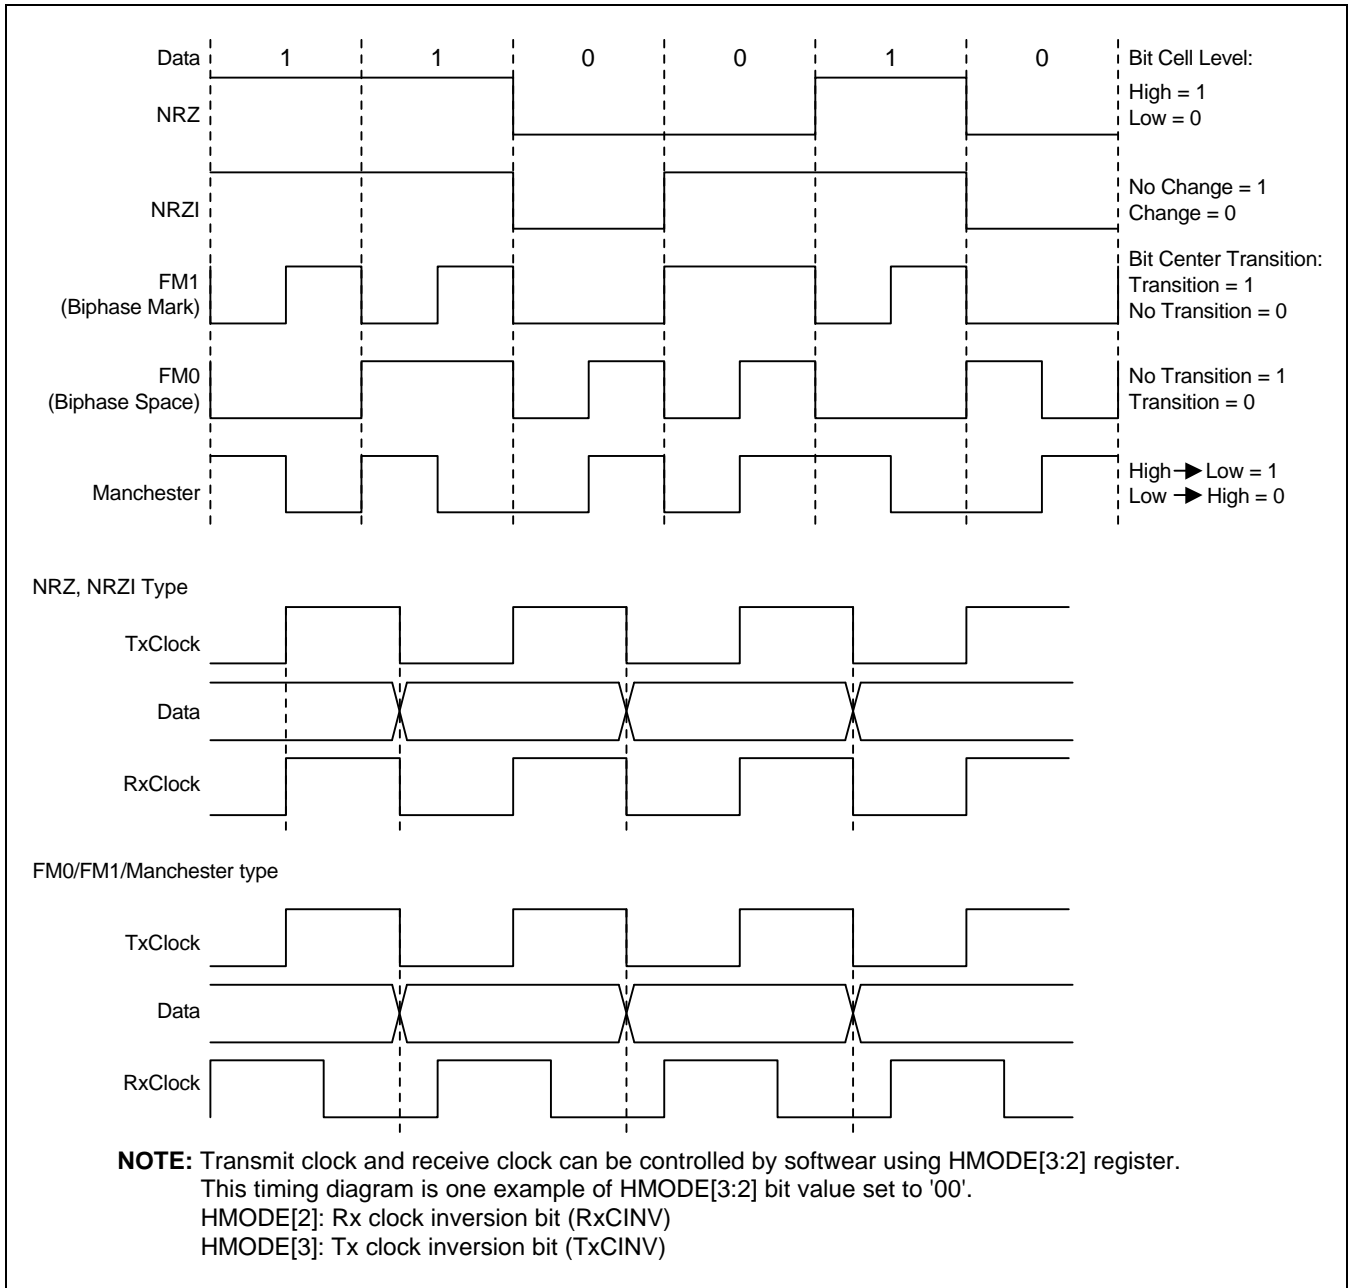 Data 1 1 0 0 1 0 Bit Cell Level:
High = 1
Low = 0
NRZ
No Change = 1
Change = 0
NRZI
Bit Center Transition:
Transition = 1
No Transition = 0
FM1
(Biphase Mark)
FM0
(Biphase Space)
No Transition = 1
Transition = 0
Manchester
High → Low = 1
Low → High = 0
NRZ, NRZI Type
TxClock
Data
RxClock
FM0/FM1/Manchester type
TxClock
Data
RxClock
NOTE: Transmit clock and receive clock can be controlled by softwear using HMODE[3:2] register.
This timing diagram is one example of HMODE[3:2] bit value set to '00'.
HMODE[2]: Rx clock inversion bit (RxCINV)
HMODE[3]: Tx clock inversion bit (TxCINV)